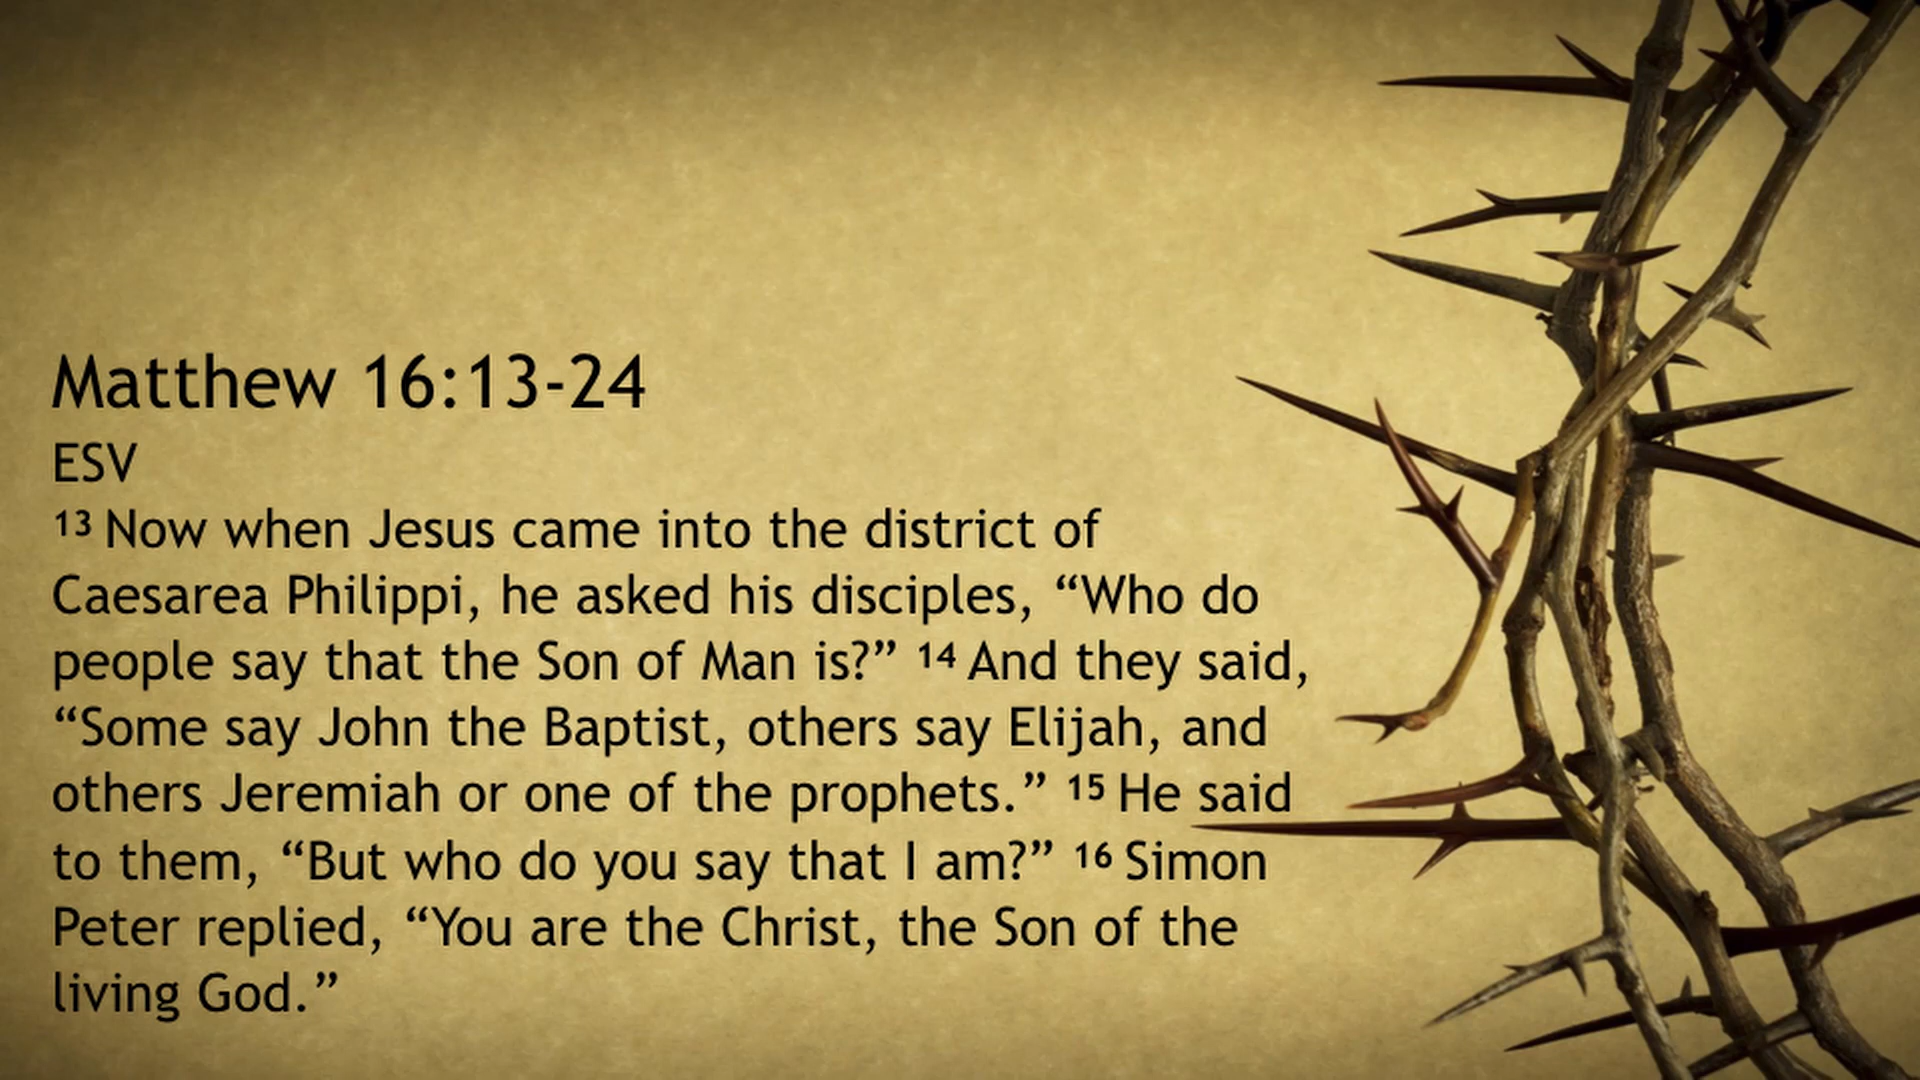 Matthew 16:13-24
ESV
13 Now when Jesus came into the district of
Caesarea Philippi, he asked his disciples, “Who do
people say that the Son of Man is?” 14 And they said,
“Some say John the Baptist, others say Elijah, and
others Jeremiah or one of the prophets.” 15 He said
to them, “But who do you say that I am?” 16 Simon
Peter replied, “You are the Christ, the Son of the
living God.”